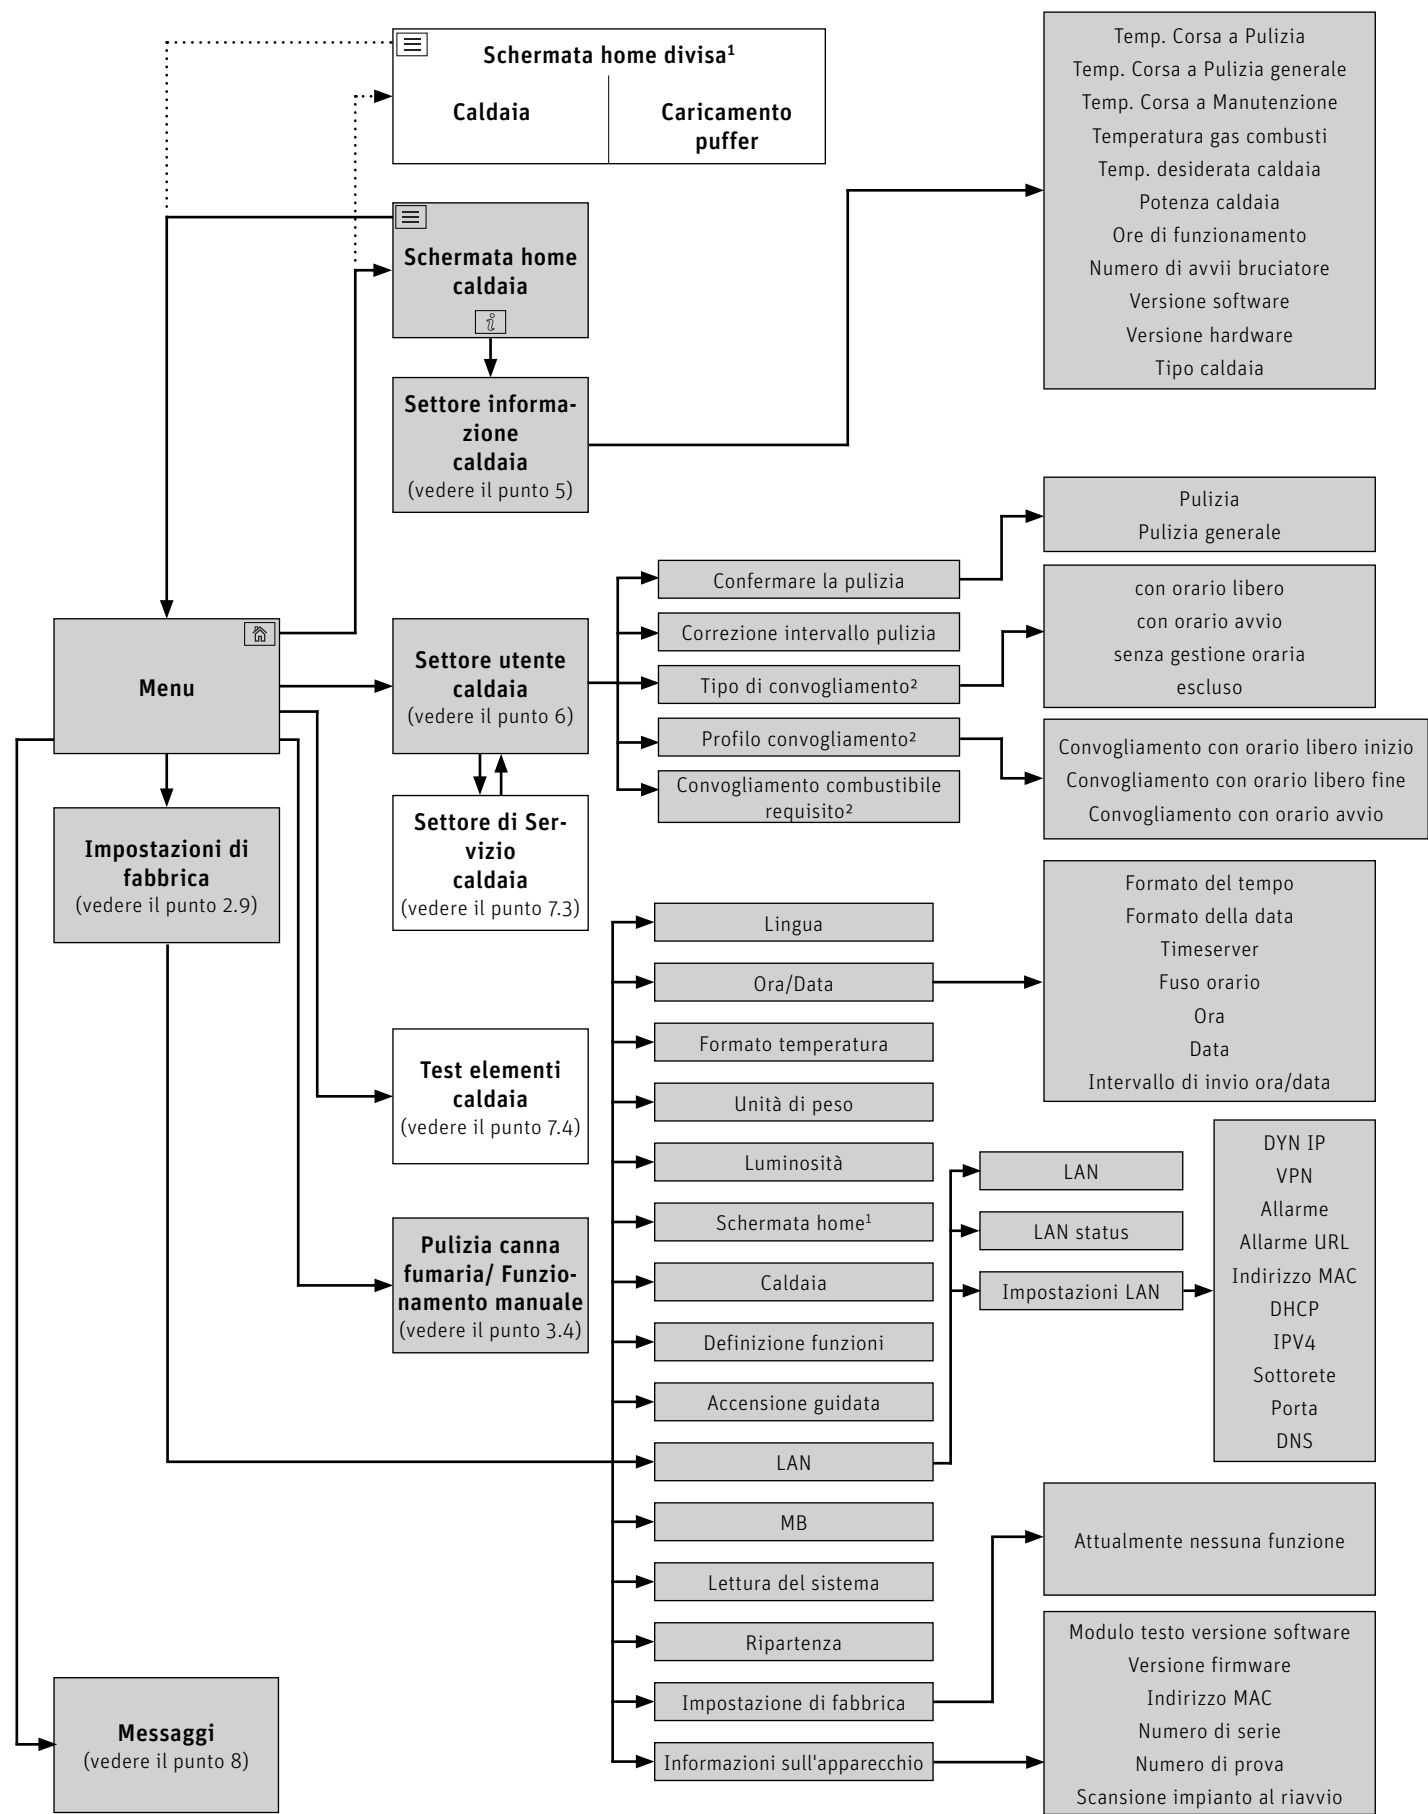 Schermata home divisa¹
Caldaia
Caricamento
puffer
Schermata home
caldaia
i
Settore informa-
zione
caldaia
(vedere il punto 5)
Temp. Corsa a Pulizia
Temp. Corsa a Pulizia generale
Temp. Corsa a Manutenzione
Temperatura gas combusti
Temp. desiderata caldaia
Potenza caldaia
Ore di funzionamento
Numero di avvii bruciatore
Versione software
Versione hardware
Tipo caldaia
Menu
Settore utente
caldaia
(vedere il punto 6)
Confermare la pulizia
Correzione intervallo pulizia
Tipo di convogliamento²
Profilo convogliamento²
Convogliamento combustibile
requisito²
Pulizia
Pulizia generale
con orario libero
con orario avvio
senza gestione oraria
escluso
Convogliamento con orario libero inizio
Convogliamento con orario libero fine
Convogliamento con orario avvio
Impostazioni di
fabbrica
(vedere il punto 2.9)
Settore di Ser-
vizio
caldaia
(vedere il punto 7.3)
Test elementi
caldaia
(vedere il punto 7.4)
Pulizia canna
fumaria/ Funzio-
namento manuale
(vedere il punto 3.4)
Lingua
Ora/Data
Formato temperatura
Unità di peso
Luminosità
Schermata home¹
Caldaia
Definizione funzioni
Accensione guidata
LAN
MB
Lettura del sistema
Ripartenza
Impostazione di fabbrica
Informazioni sull'apparecchio
Formato del tempo
Formato della data
Timeserver
Fuso orario
Ora
Data
Intervallo di invio ora/data
LAN
LAN status
Impostazioni LAN
DYN IP
VPN
Allarme
Allarme URL
Indirizzo MAC
DHCP
IPV4
Sottorete
Porta
DNS
Attualmente nessuna funzione
Modulo testo versione software
Versione firmware
Indirizzo MAC
Numero di serie
Numero di prova
Scansione impianto al riavvio
Messaggi
(vedere il punto 8)